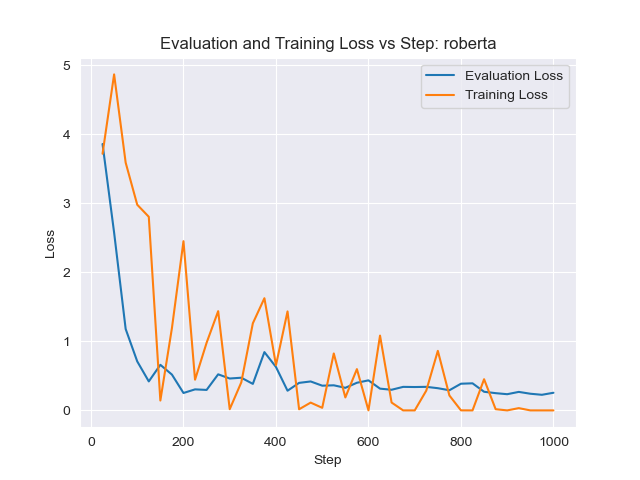 Evaluation and Training Loss vs Step: roberta
Evaluation Loss
Training Loss
Loss
5
4
3
2
1
0
0 200 400 600 800 1000
Step